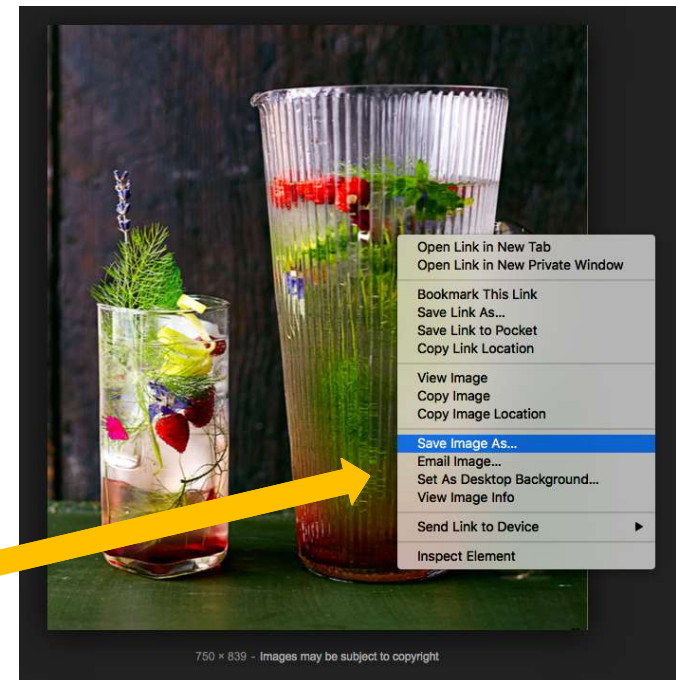 Open Link in New Tab
Open Link in New Private Window
Bookmark This Link
Save Link As...
Save Link to Pocket
Copy Link Location
View Image
Copy Image
Copy Image Location
Save Image As...
Email Image...
Set As Desktop Background...
View Image Info
Send Link to Device
Inspect Element
750 × 839 - Images may be subject to copyright